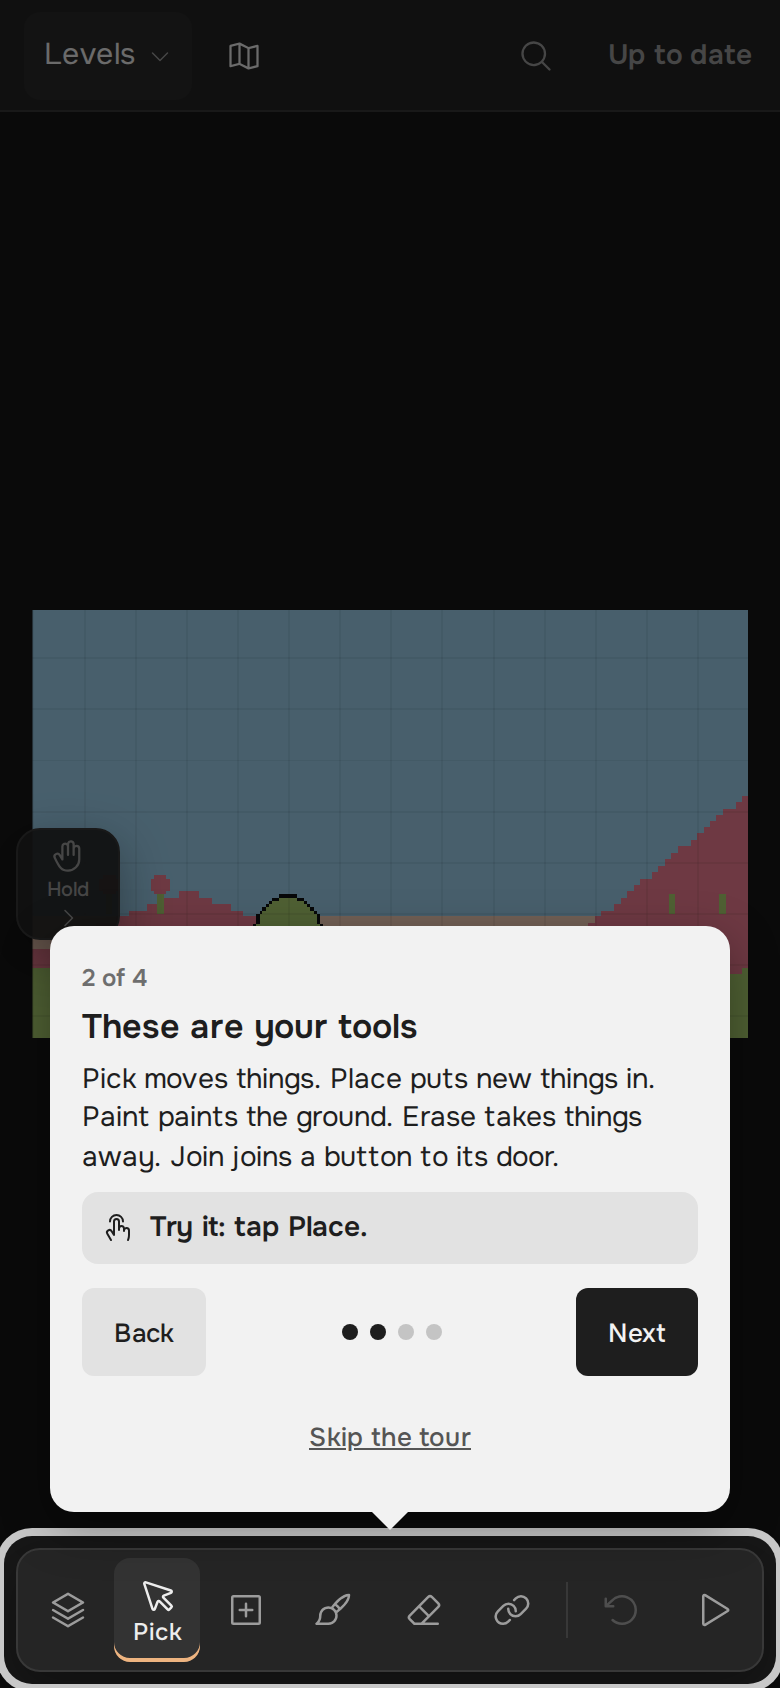 Levels
Up to date
Hold
2 of 4
These are your tools
Pick moves things. Place puts new things in.
Paint paints the ground. Erase takes things
away. Join joins a button to its door.
Try it: tap Place.
Back
Next
Skip the tour
Pick